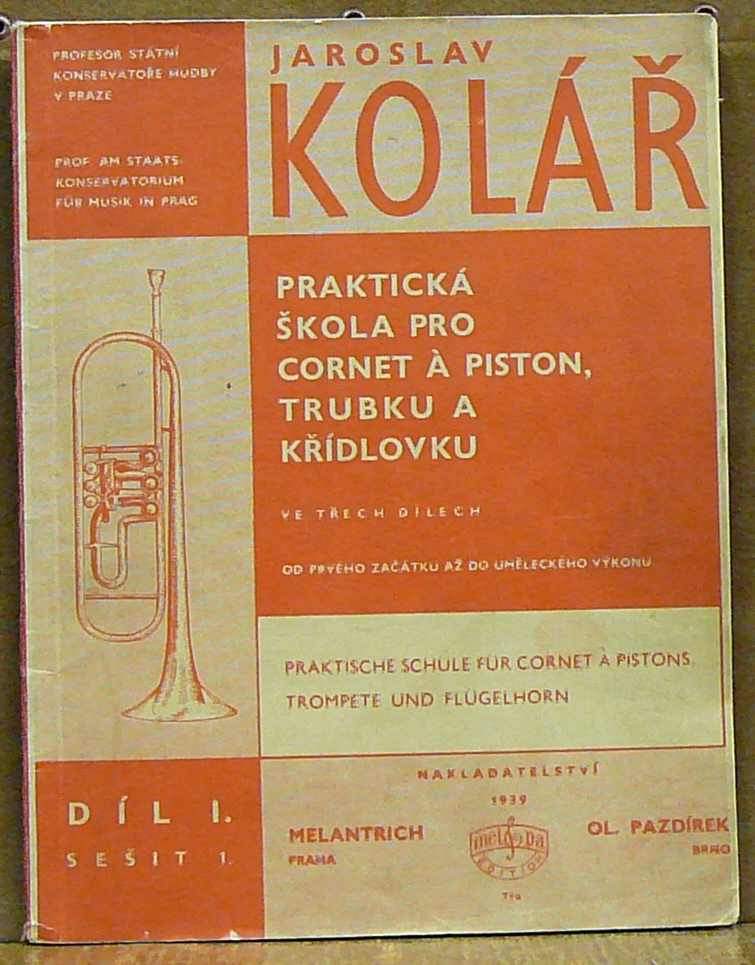 PROFESOR STÁTNÍ
KONSERVATOŘE HUDBY
V PRAZE
PROF. AM STAATS-
KONSERVATORIUM
FÜR MUSIK IN PRAG
JAROSLAV
KOLÁŘ
PRAKTICKÁ
ŠKOLA PRO
CORNET À PISTON,
TRUBKU A
KŘÍDLOVKU
VE TŘECH DÍLECH
OD PRVÉHO ZAČÁTKU AŽ DO UMĚLECKÉHO VÝKONU
PRAKTISCHE SCHULE FÜR CORNET À PISTONS,
TROMPETE UND FLÜGELHORN
DÍL I.
SEŠIT 1.
NAKLADATELSTVÍ
1939
MELANTRICH
PRAHA
MELODA
EDITION
OL. PAZDÍREK
BRNO